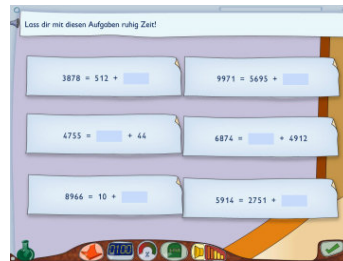 Lass dir mit diesen Aufgaben ruhig Zeit!
3878 = 512 +
9971 = 5695 +
4755 = + 44
6874 = + 4912
8966 = 10 +
5914 = 2751 +
0100